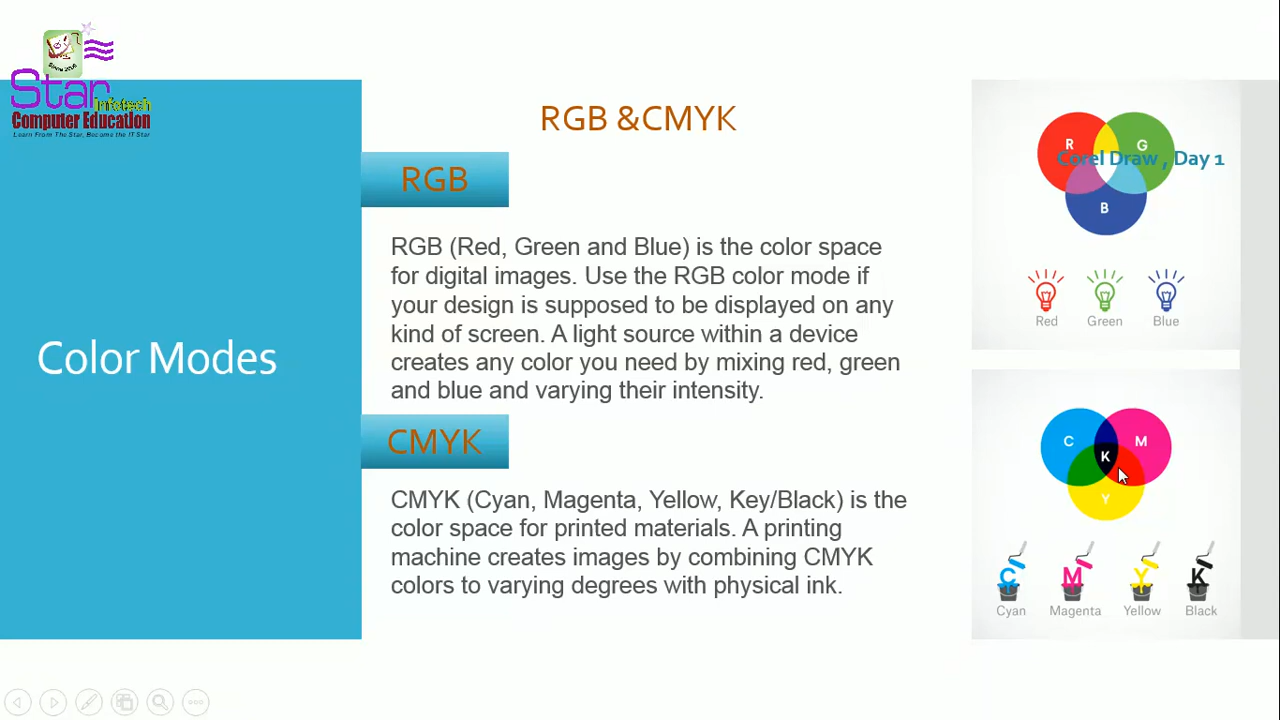 Since 2006
Star
Infotech
Computer Education
Learn From The Star, Become the IT Star
RGB &CMYK
Corel Draw , Day 1
Color Modes
RGB
RGB (Red, Green and Blue) is the color space
for digital images. Use the RGB color mode if
your design is supposed to be displayed on any
kind of screen. A light source within a device
creates any color you need by mixing red, green
and blue and varying their intensity.
CMYK
CMYK (Cyan, Magenta, Yellow, Key/Black) is the
color space for printed materials. A printing
machine creates images by combining CMYK
colors to varying degrees with physical ink.
R G
B
Red Green Blue
C M
K
Y
C M Y K
Cyan Magenta Yellow Black